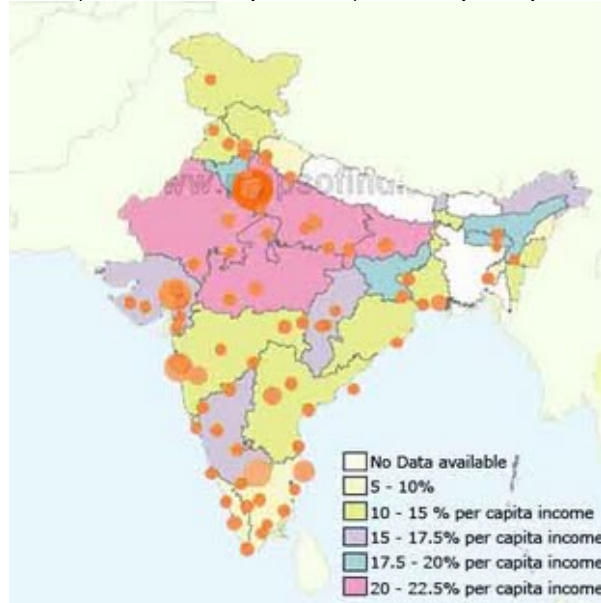 No Data available
5 - 10%
10 - 15 % per capita income
15 - 17.5% per capita income
17.5 - 20% per capita income
20 - 22.5% per capita income